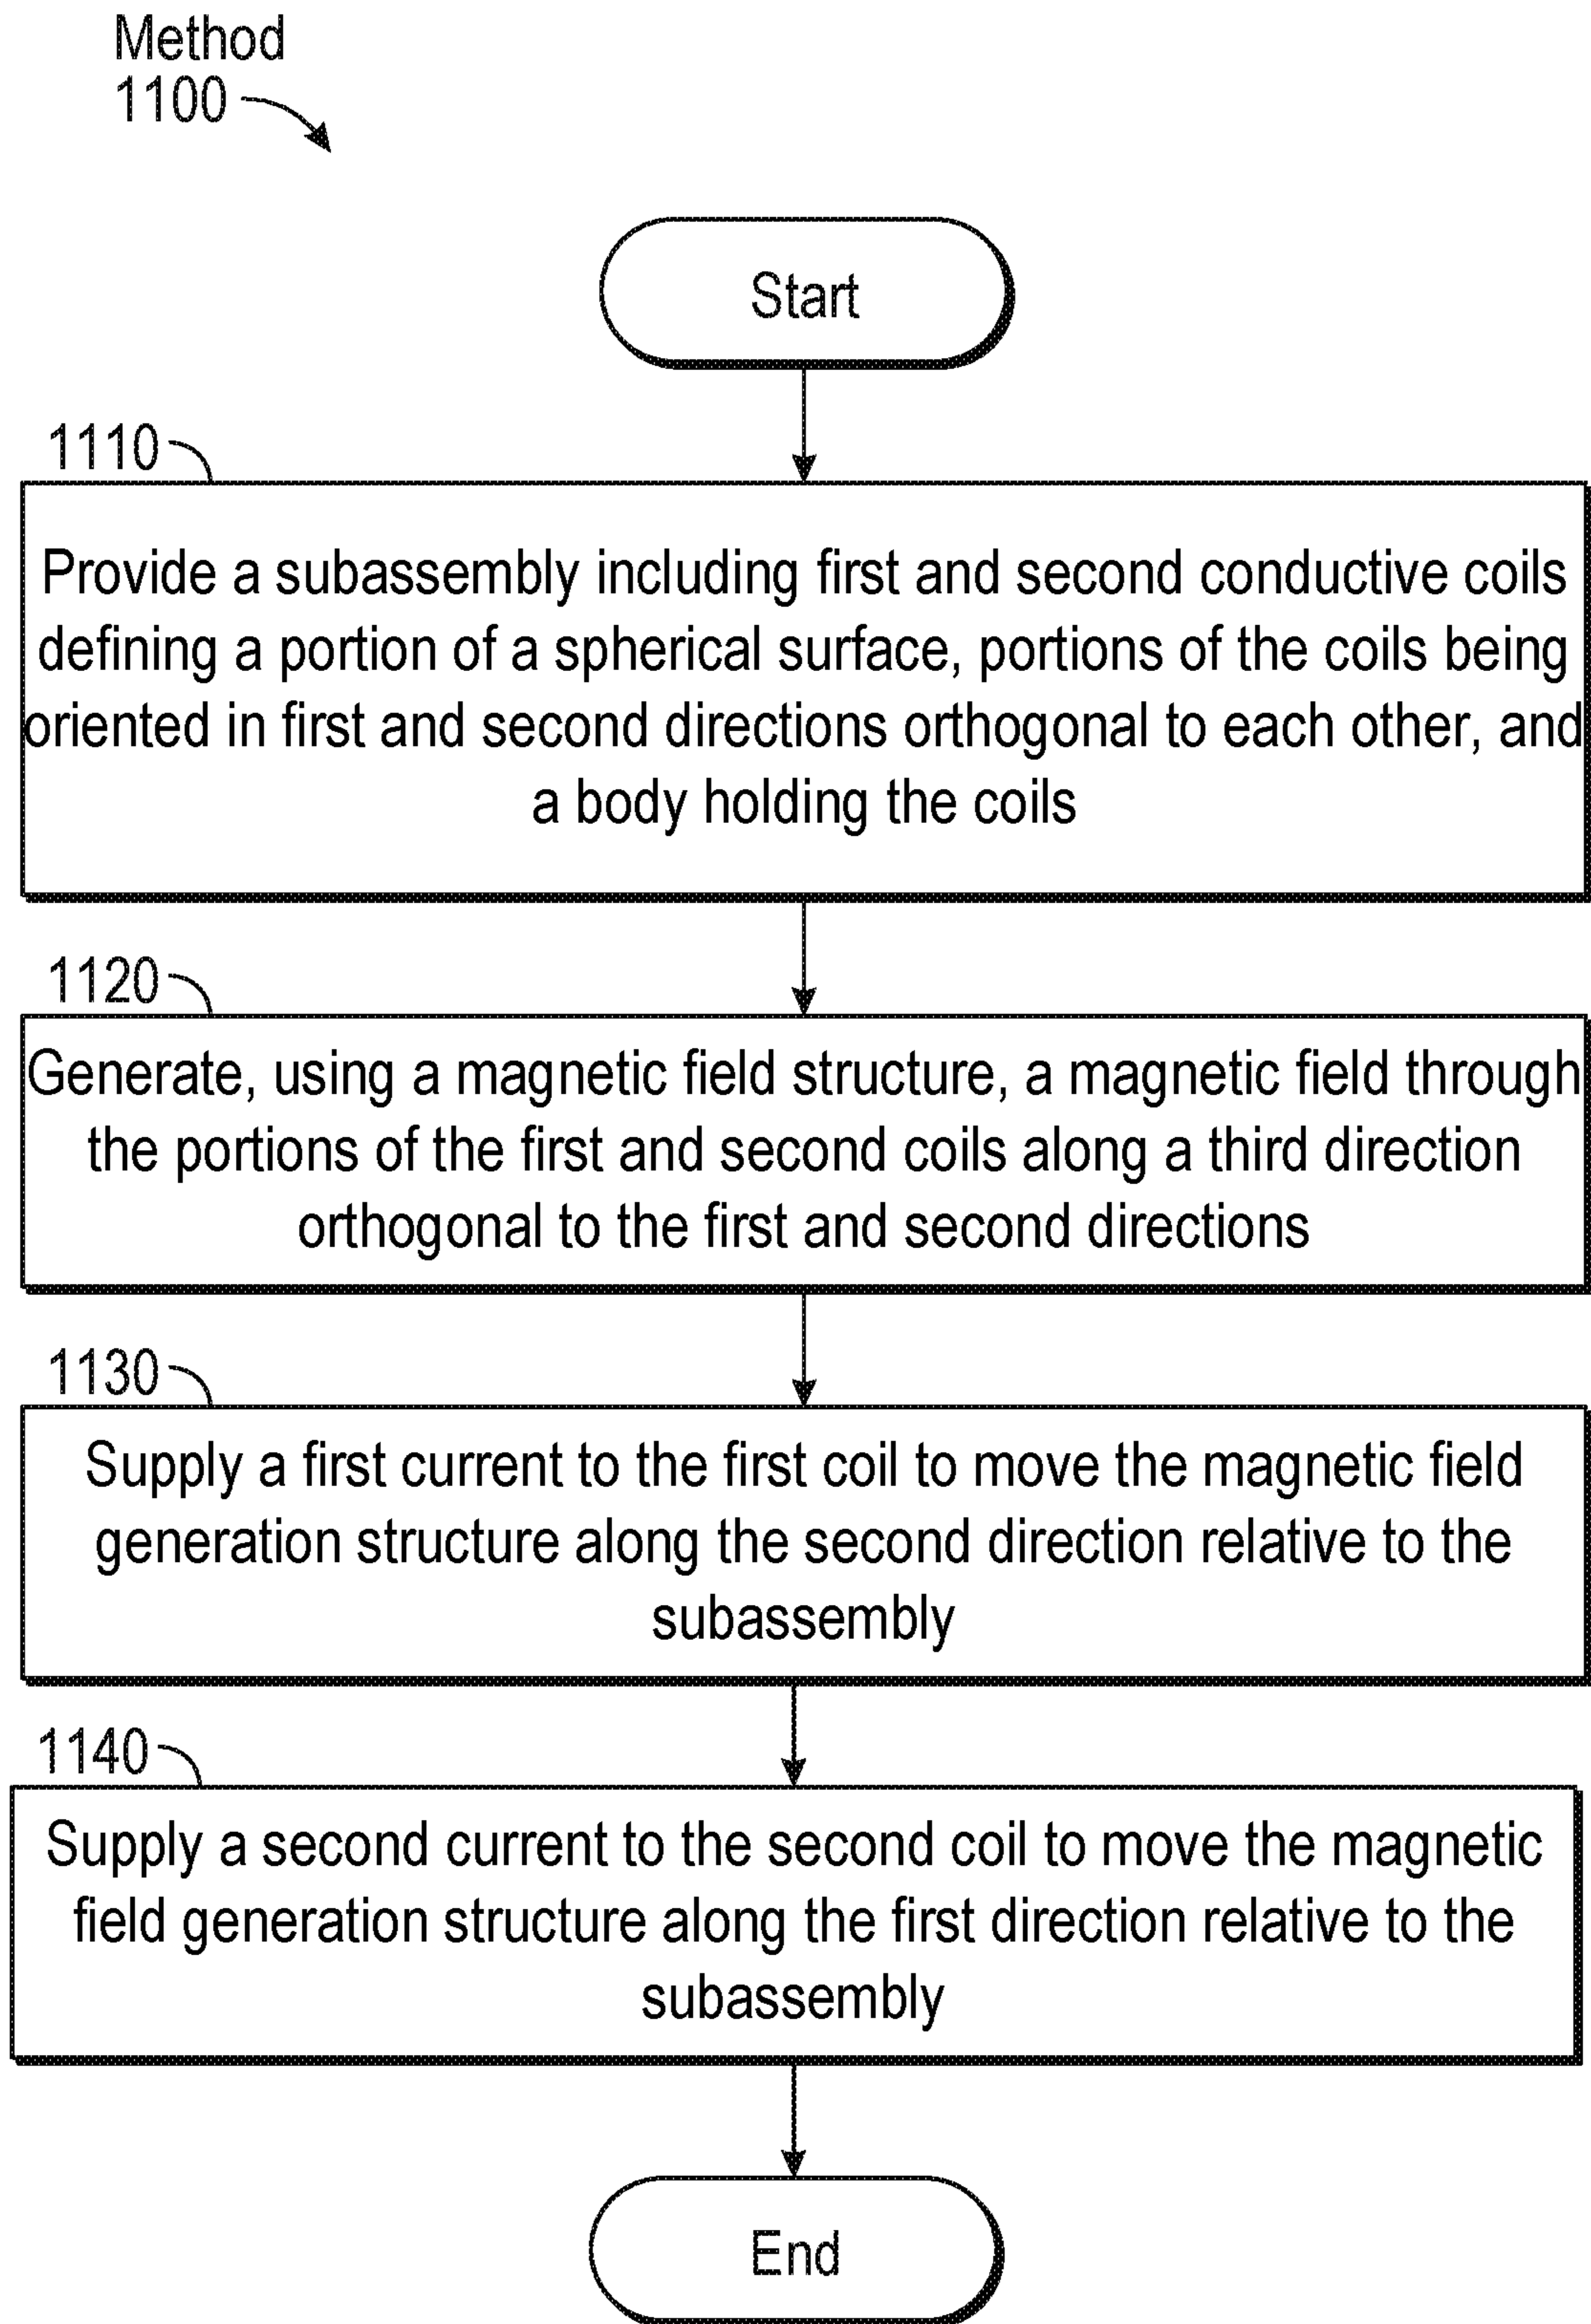 Method
1100
Start
1110
Provide a subassembly including first and second conductive coils
defining a portion of a spherical surface, portions of the coils being
oriented in first and second directions orthogonal to each other, and
a body holding the coils
1120
Generate, using a magnetic field structure, a magnetic field through
the portions of the first and second coils along a third direction
orthogonal to the first and second directions
1130
Supply a first current to the first coil to move the magnetic field
generation structure along the second direction relative to the
subassembly
1140
Supply a second current to the second coil to move the magnetic
field generation structure along the first direction relative to the
subassembly
End